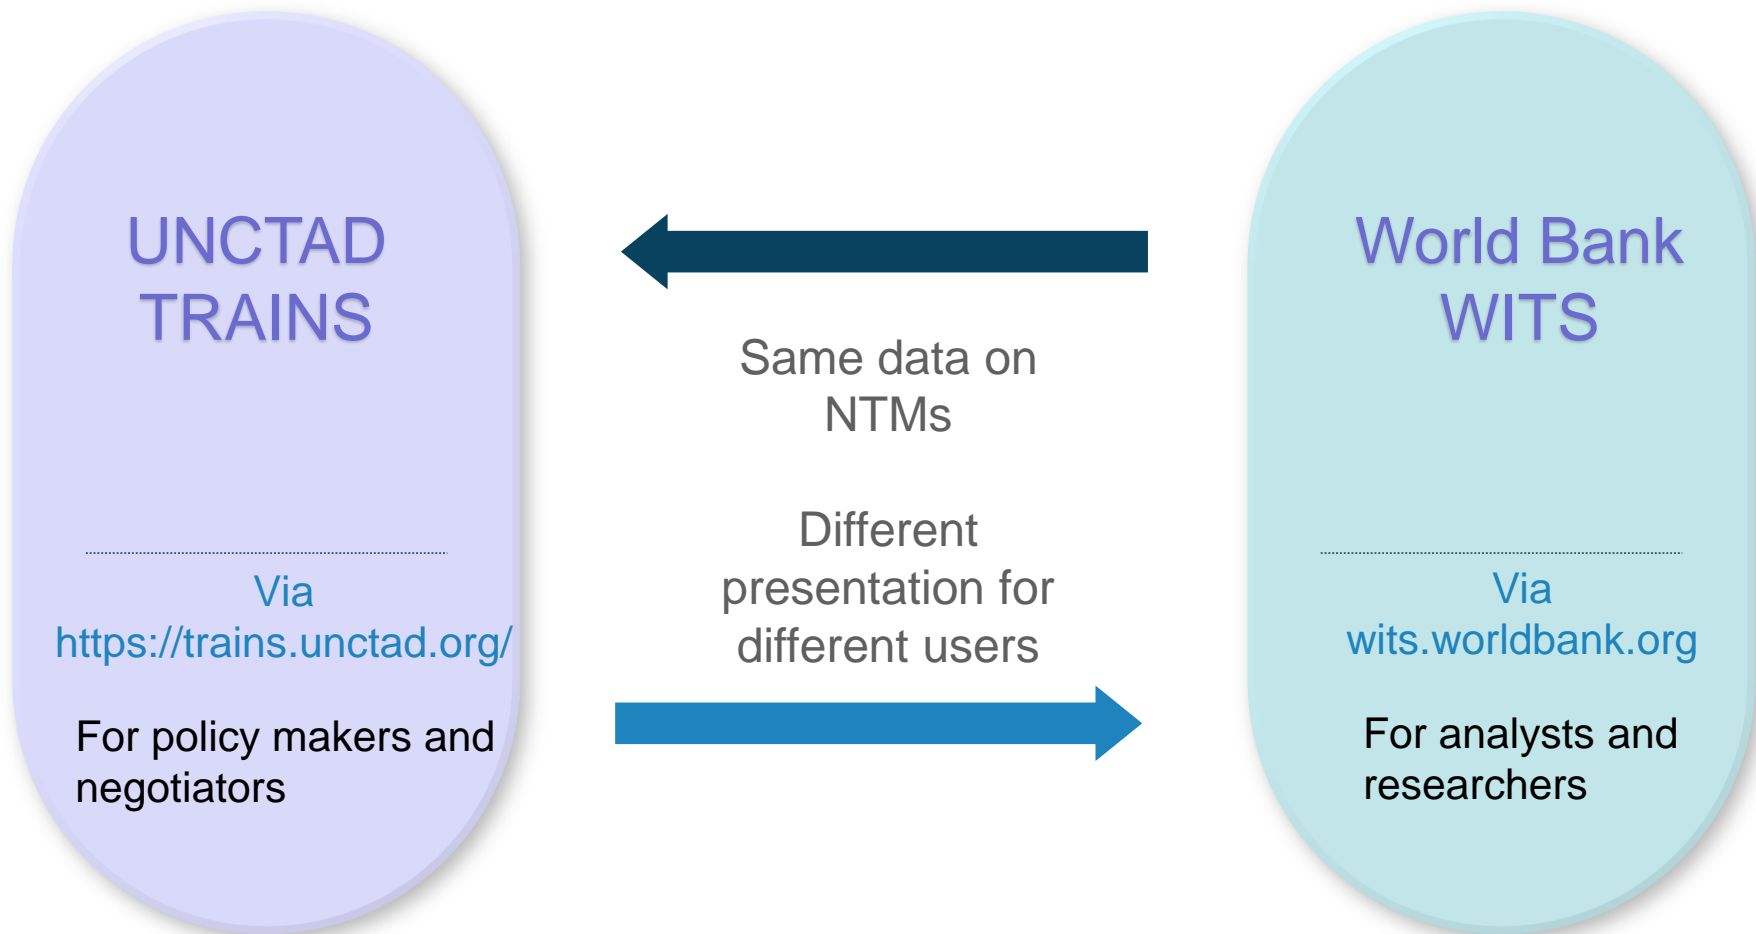 UNCTAD
TRAINS
Via
https://trains.unctad.org/
For policy makers and
negotiators
Same data on
NTMs
Different
presentation for
different users
World Bank
WITS
Via
wits.worldbank.org
For analysts and
researchers